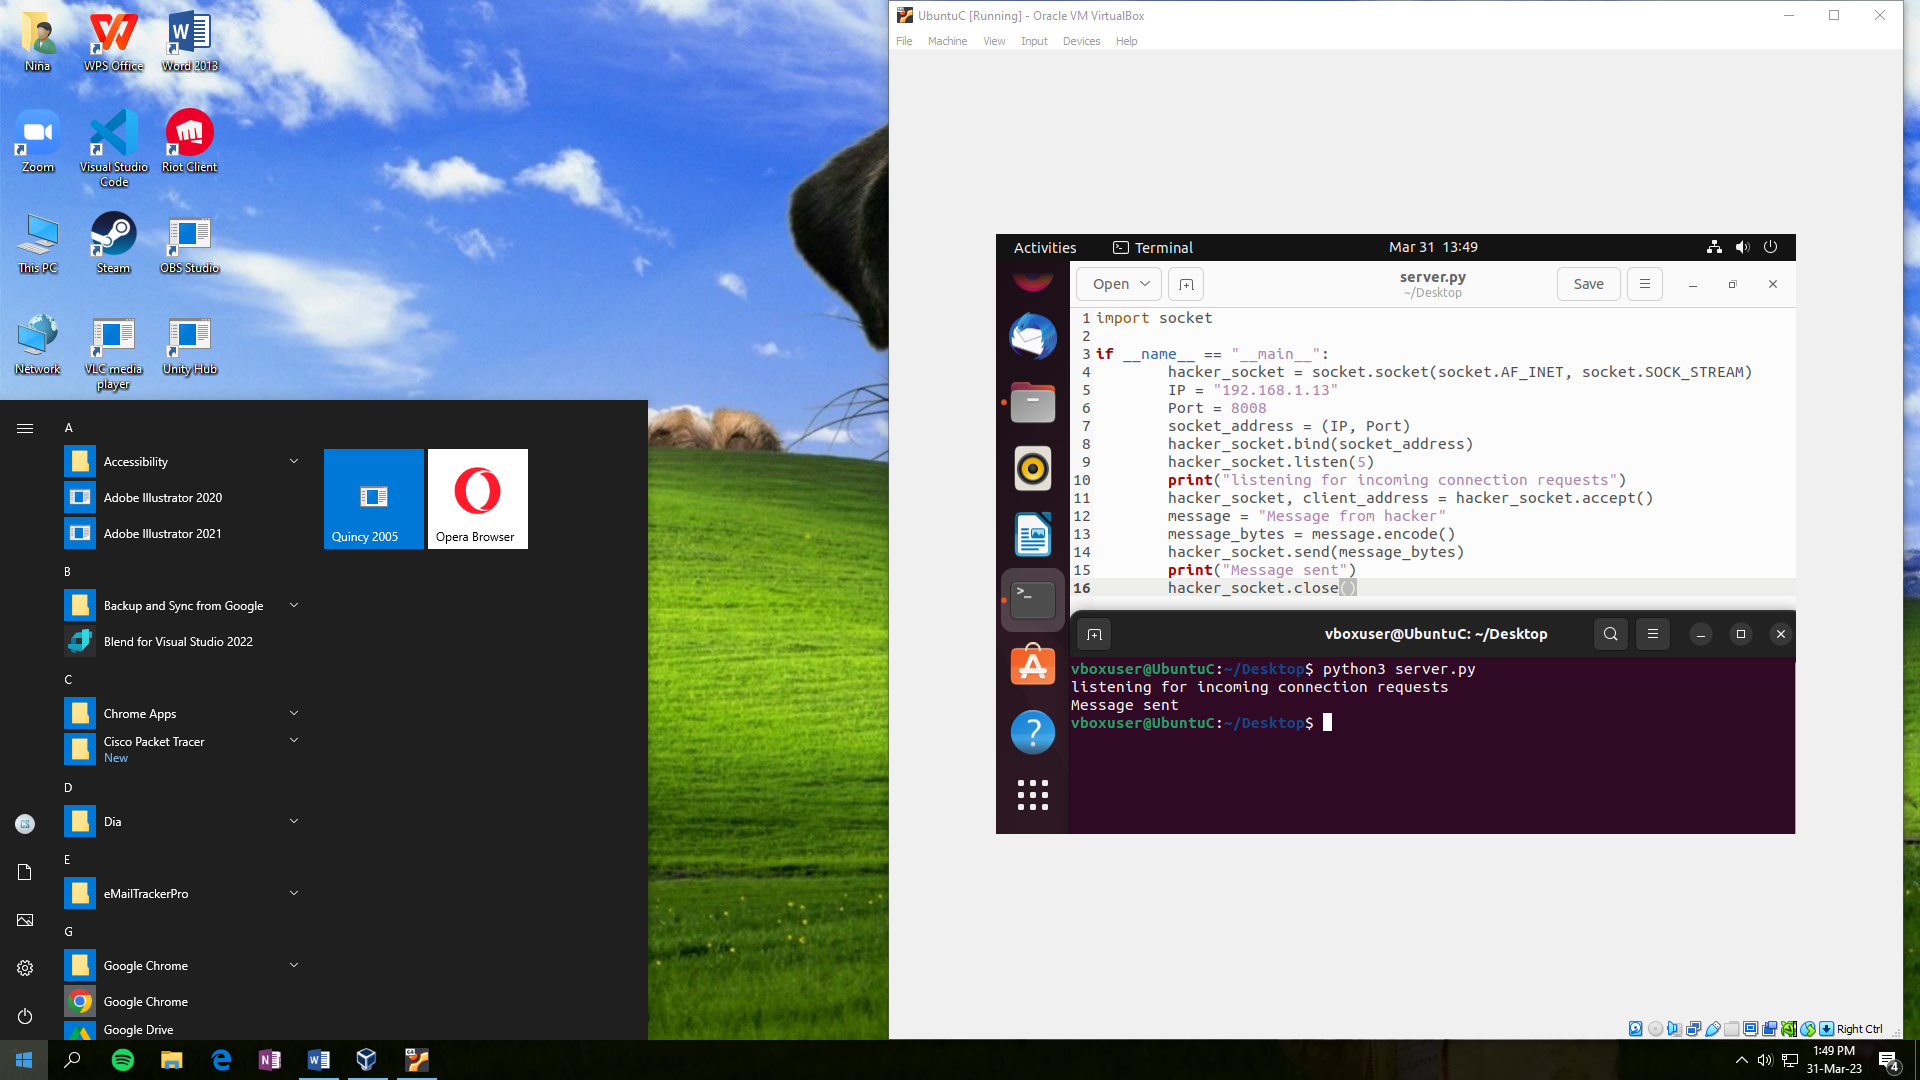 Niña
WPS Office
Word 2013
Zoom
Visual Studio
Code
Riot Client
This PC
Steam
OBS Studio
Network
VLC media
player
Unity Hub
A
Accessibility
Adobe Illustrator 2020
Adobe Illustrator 2021
B
Backup and Sync from Google
Blend for Visual Studio 2022
C
Chrome Apps
Cisco Packet Tracer
New
D
Dia
E
eMailTrackerPro
G
Google Chrome
Google Chrome
Google Drive
Quincy 2005
Opera Browser
UbuntuC [Running] - Oracle VM VirtualBox
File Machine View Input Devices Help
Activities
Terminal
Mar 31 13:49
Open
server.py
~/Desktop
Save
1 import socket
2
3 if __name__ == "__main__":
4 hacker_socket = socket.socket(socket.AF_INET, socket.SOCK_STREAM)
5 IP = "192.168.1.13"
6 Port = 8008
7 socket_address = (IP, Port)
8 hacker_socket.bind(socket_address)
9 hacker_socket.listen(5)
10 print("listening for incoming connection requests")
11 hacker_socket, client_address = hacker_socket.accept()
12 message = "Message from hacker"
13 message_bytes = message.encode()
14 hacker_socket.send(message_bytes)
15 print("Message sent")
16 hacker_socket.close()
vboxuser@UbuntuC: ~/Desktop
vboxuser@UbuntuC:~/Desktop$ python3 server.py
listening for incoming connection requests
Message sent
vboxuser@UbuntuC:~/Desktop$
Right Ctrl
1:49 PM
31-Mar-23
4